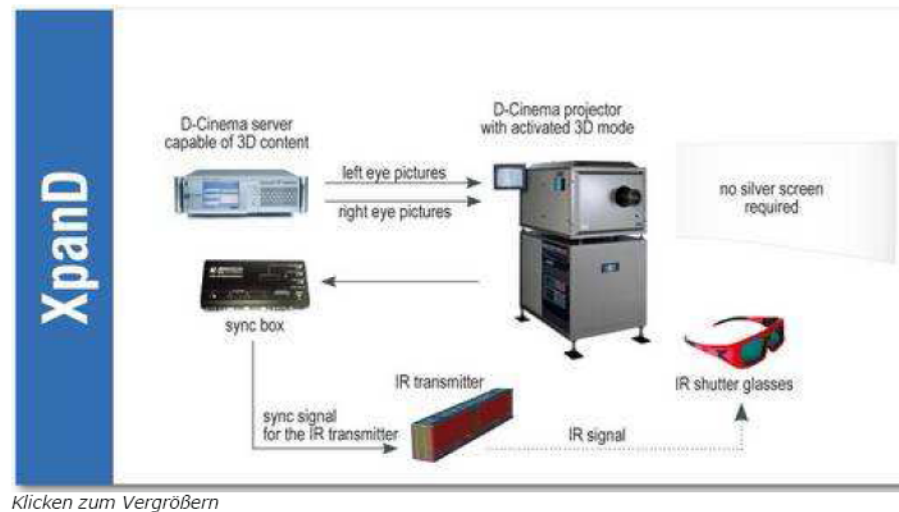 XpanD
D-Cinema server
capable of 3D content
D-Cinema projector
with activated 3D mode
left eye pictures
right eye pictures
no silver screen
required
sync box
IR transmitter
IR shutter glasses
sync signal
for the IR transmitter
IR signal
Klicken zum Vergrößern